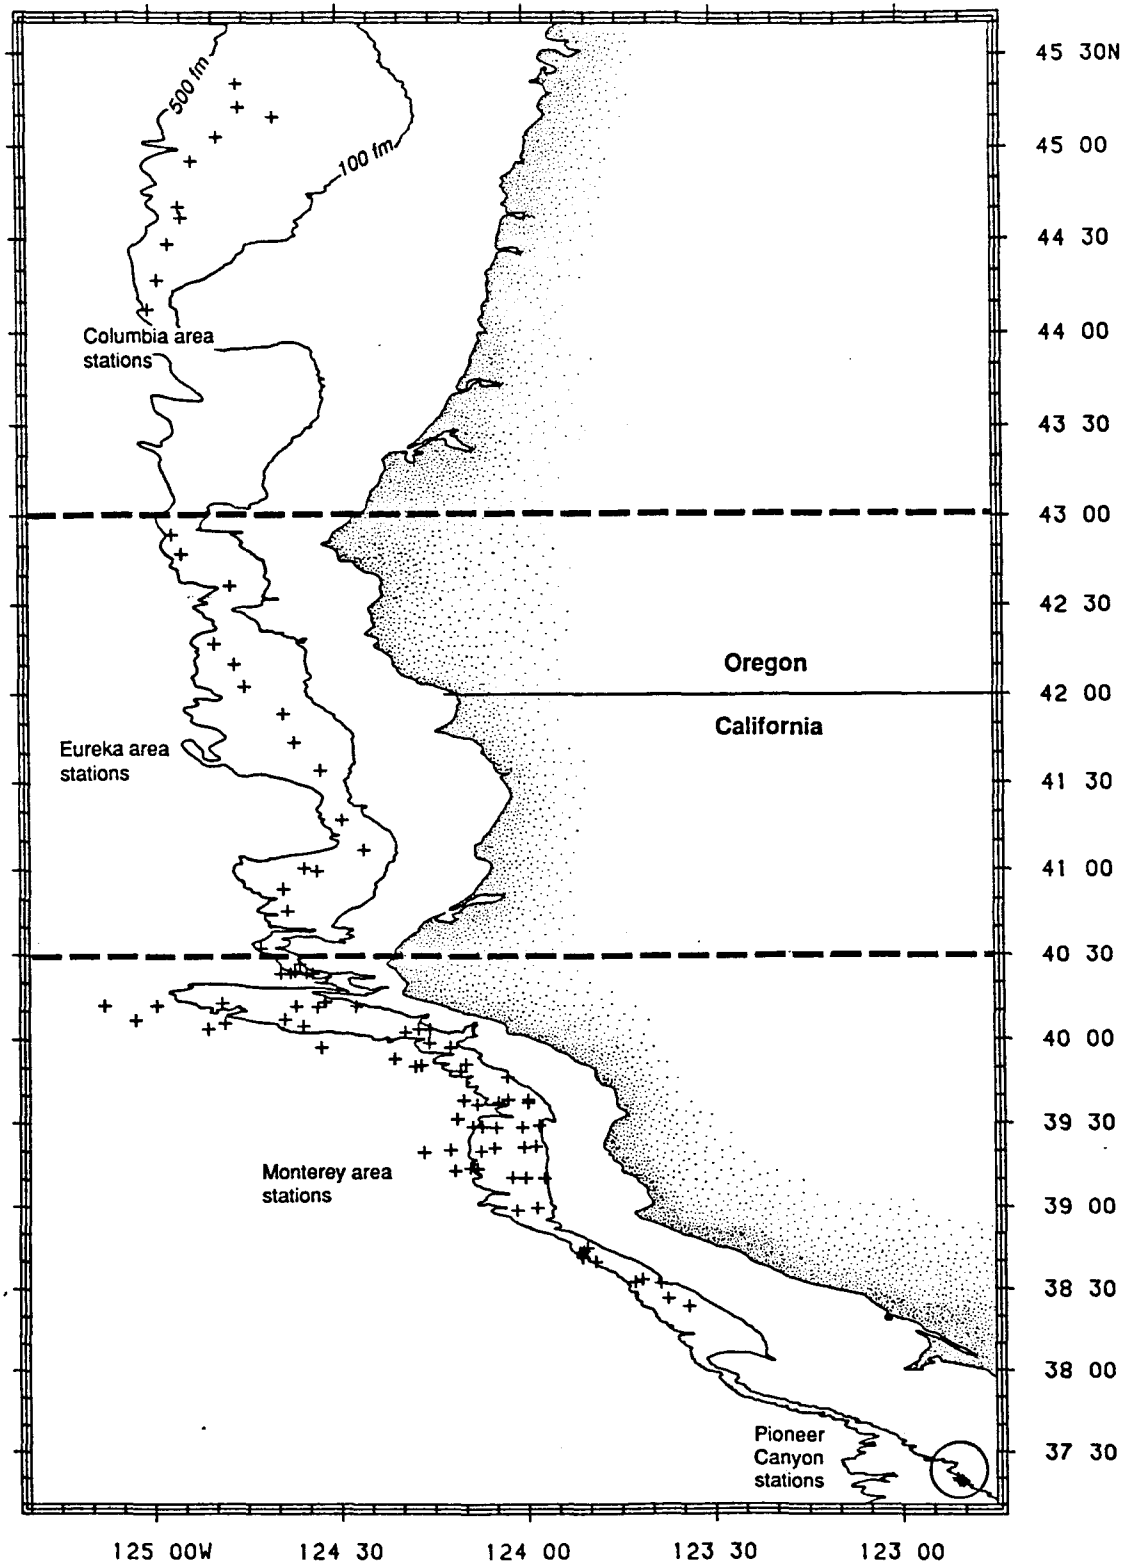 45 30N
500 fm
45 00
100 fm
44 30
Columbia area
stations
44 00
43 30
43 00
42 30
Oregon
42 00
California
Eureka area
stations
41 30
41 00
40 30
40 00
39 30
Monterey area
stations
39 00
38 30
38 00
Pioneer
Canyon
stations
37 30
125 00W
124 30
124 00
123 30
123 00